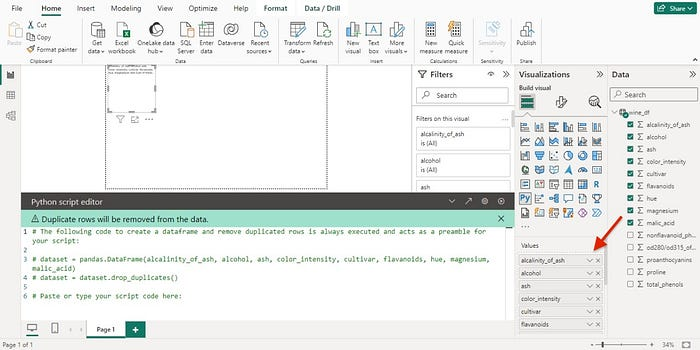 File Home Insert Modeling View Optimize Help Format Data / Drill Share
Paste
Cut
Copy
Format painter
Clipboard
Get data
Excel workbook
OneLake data hub
SQL Server
Enter data
Dataverse
Recent sources
Data
Transform data
Refresh
Queries
New visual
Text box
More visuals
Insert
New measure
Quick measure
Calculations
Sensitivity
Sensitivity
Publish
Share
Filters
Search
Filters on this visual
alcalinity_of_ash
is (All)
alcohol
is (All)
ash
Visualizations
Build visual
Py
Values
alcalinity_of_ash
alcohol
ash
color_intensity
cultivar
flavanoids
Data
Search
wine_df
alcalinity_of_ash
alcohol
ash
color_intensity
cultivar
flavanoids
hue
magnesium
malic_acid
nonflavanoid_ph...
od280/od315_of...
proanthocyanins
proline
total_phenols
Python script editor
Duplicate rows will be removed from the data.
1 # The following code to create a dataframe and remove duplicated rows is always executed and acts as a preamble for
your script:
2
3 # dataset = pandas.DataFrame(alcalinity_of_ash, alcohol, ash, color_intensity, cultivar, flavanoids, hue, magnesium,
malic_acid)
4 # dataset = dataset.drop_duplicates()
5
6 # Paste or type your script code here:
Page 1
Page 1 of 1
34%